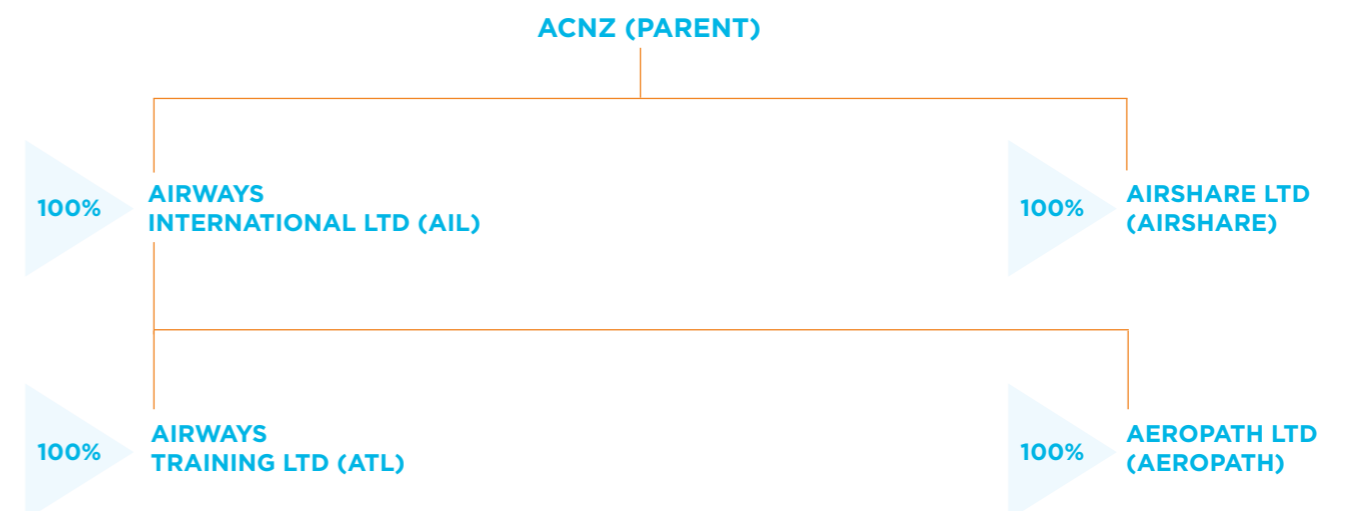 ACNZ (PARENT)
100%
AIRWAYS
INTERNATIONAL LTD (AIL)
100%
AIRSHARE LTD
(AIRSHARE)
100%
AIRWAYS
TRAINING LTD (ATL)
100%
AEROPATH LTD
(AEROPATH)